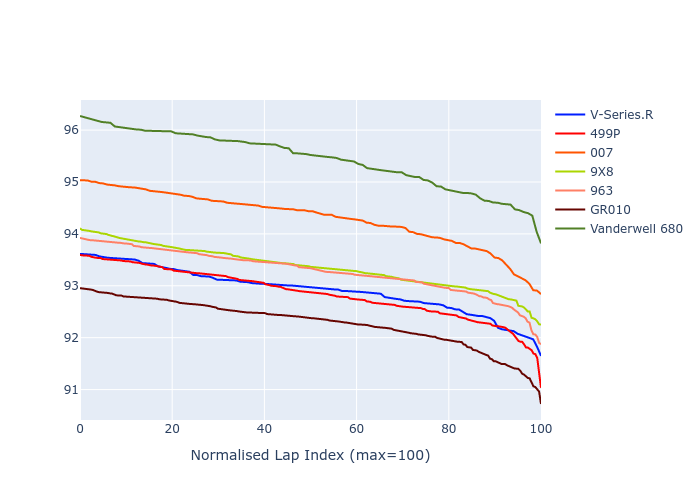 96
95
94
93
92
91
0 20 40 60 80 100
Normalised Lap Index (max=100)
V-Series.R
499P
007
9X8
963
GR010
Vanderwell 680